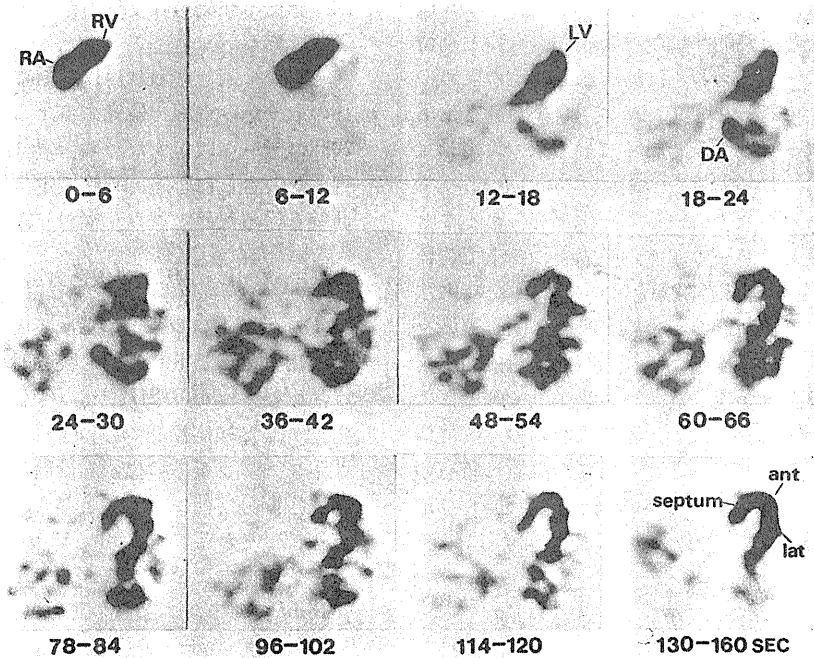 RV
RA
LV
DA
0-6
6-12
12-18
18-24
24-30
36-42
48-54
60-66
ant
septum
lat
78-84
96-102
114-120
130-160 SEC